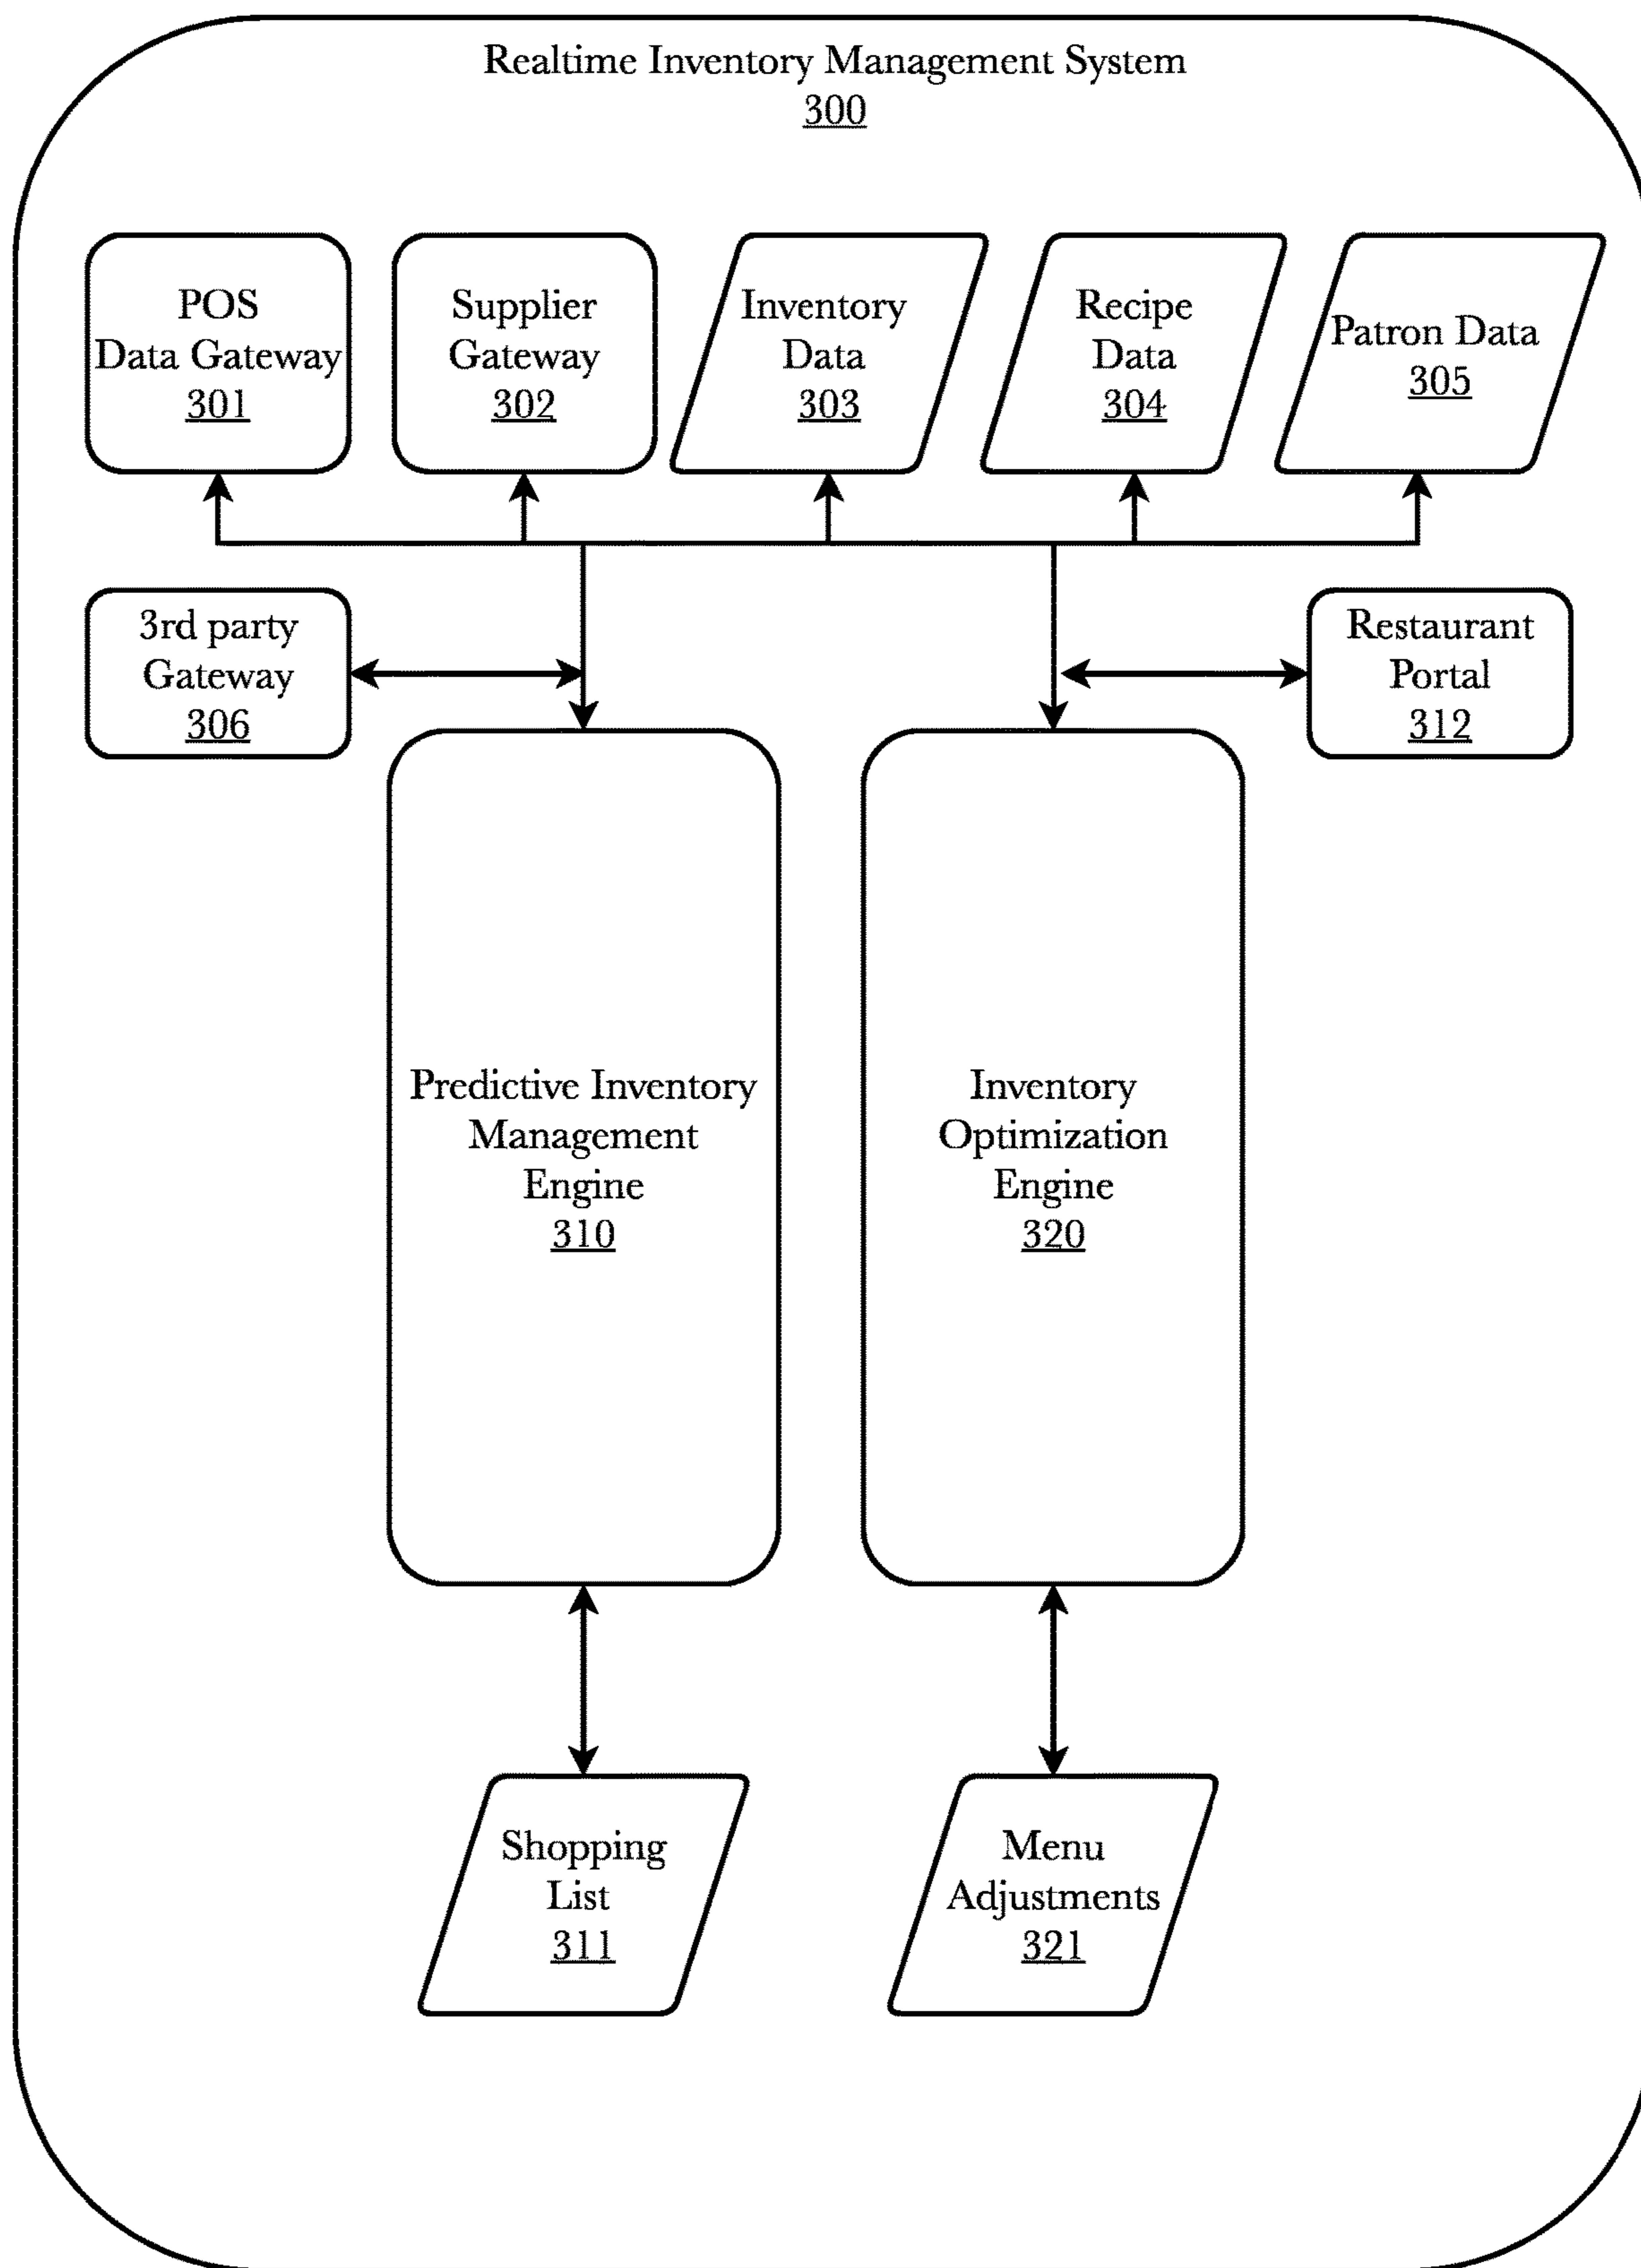 Realtime Inventory Management System
300
POS
Data Gateway
301
Supplier
Gateway
302
Inventory
Data
303
Recipe
Data
304
Patron Data
305
3rd party
Gateway
306
Restaurant
Portal
312
Predictive Inventory
Management
Engine
310
Inventory
Optimization
Engine
320
Shopping
List
311
Menu
Adjustments
321